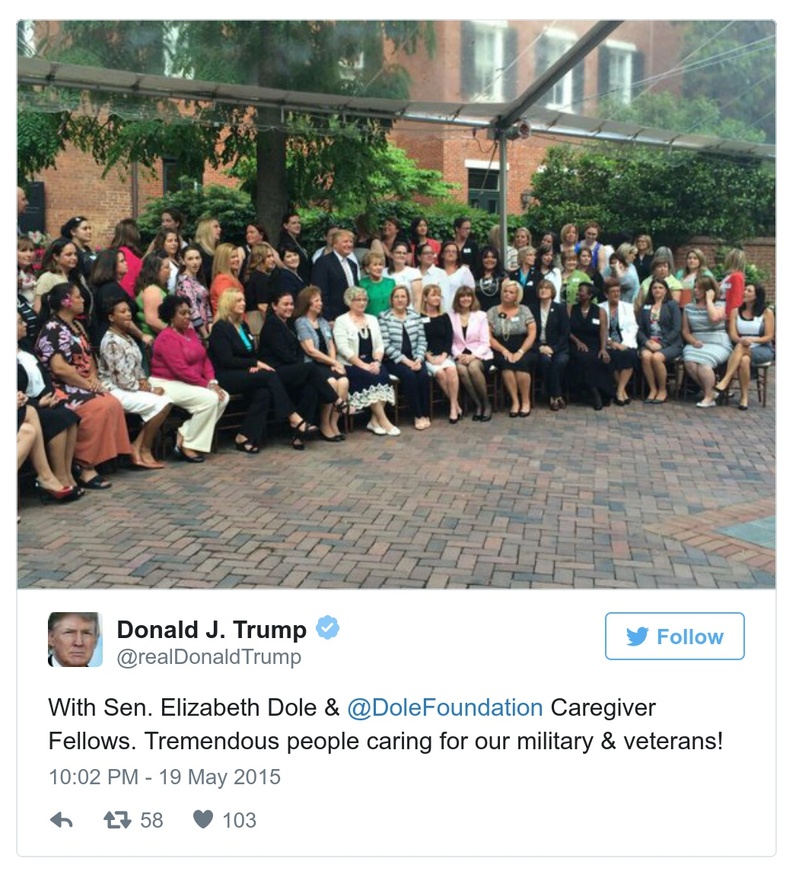 Donald J. Trump
@realDonaldTrump
Follow
With Sen. Elizabeth Dole & @DoleFoundation Caregiver
Fellows. Tremendous people caring for our military & veterans!
10:02 PM - 19 May 2015
58 103